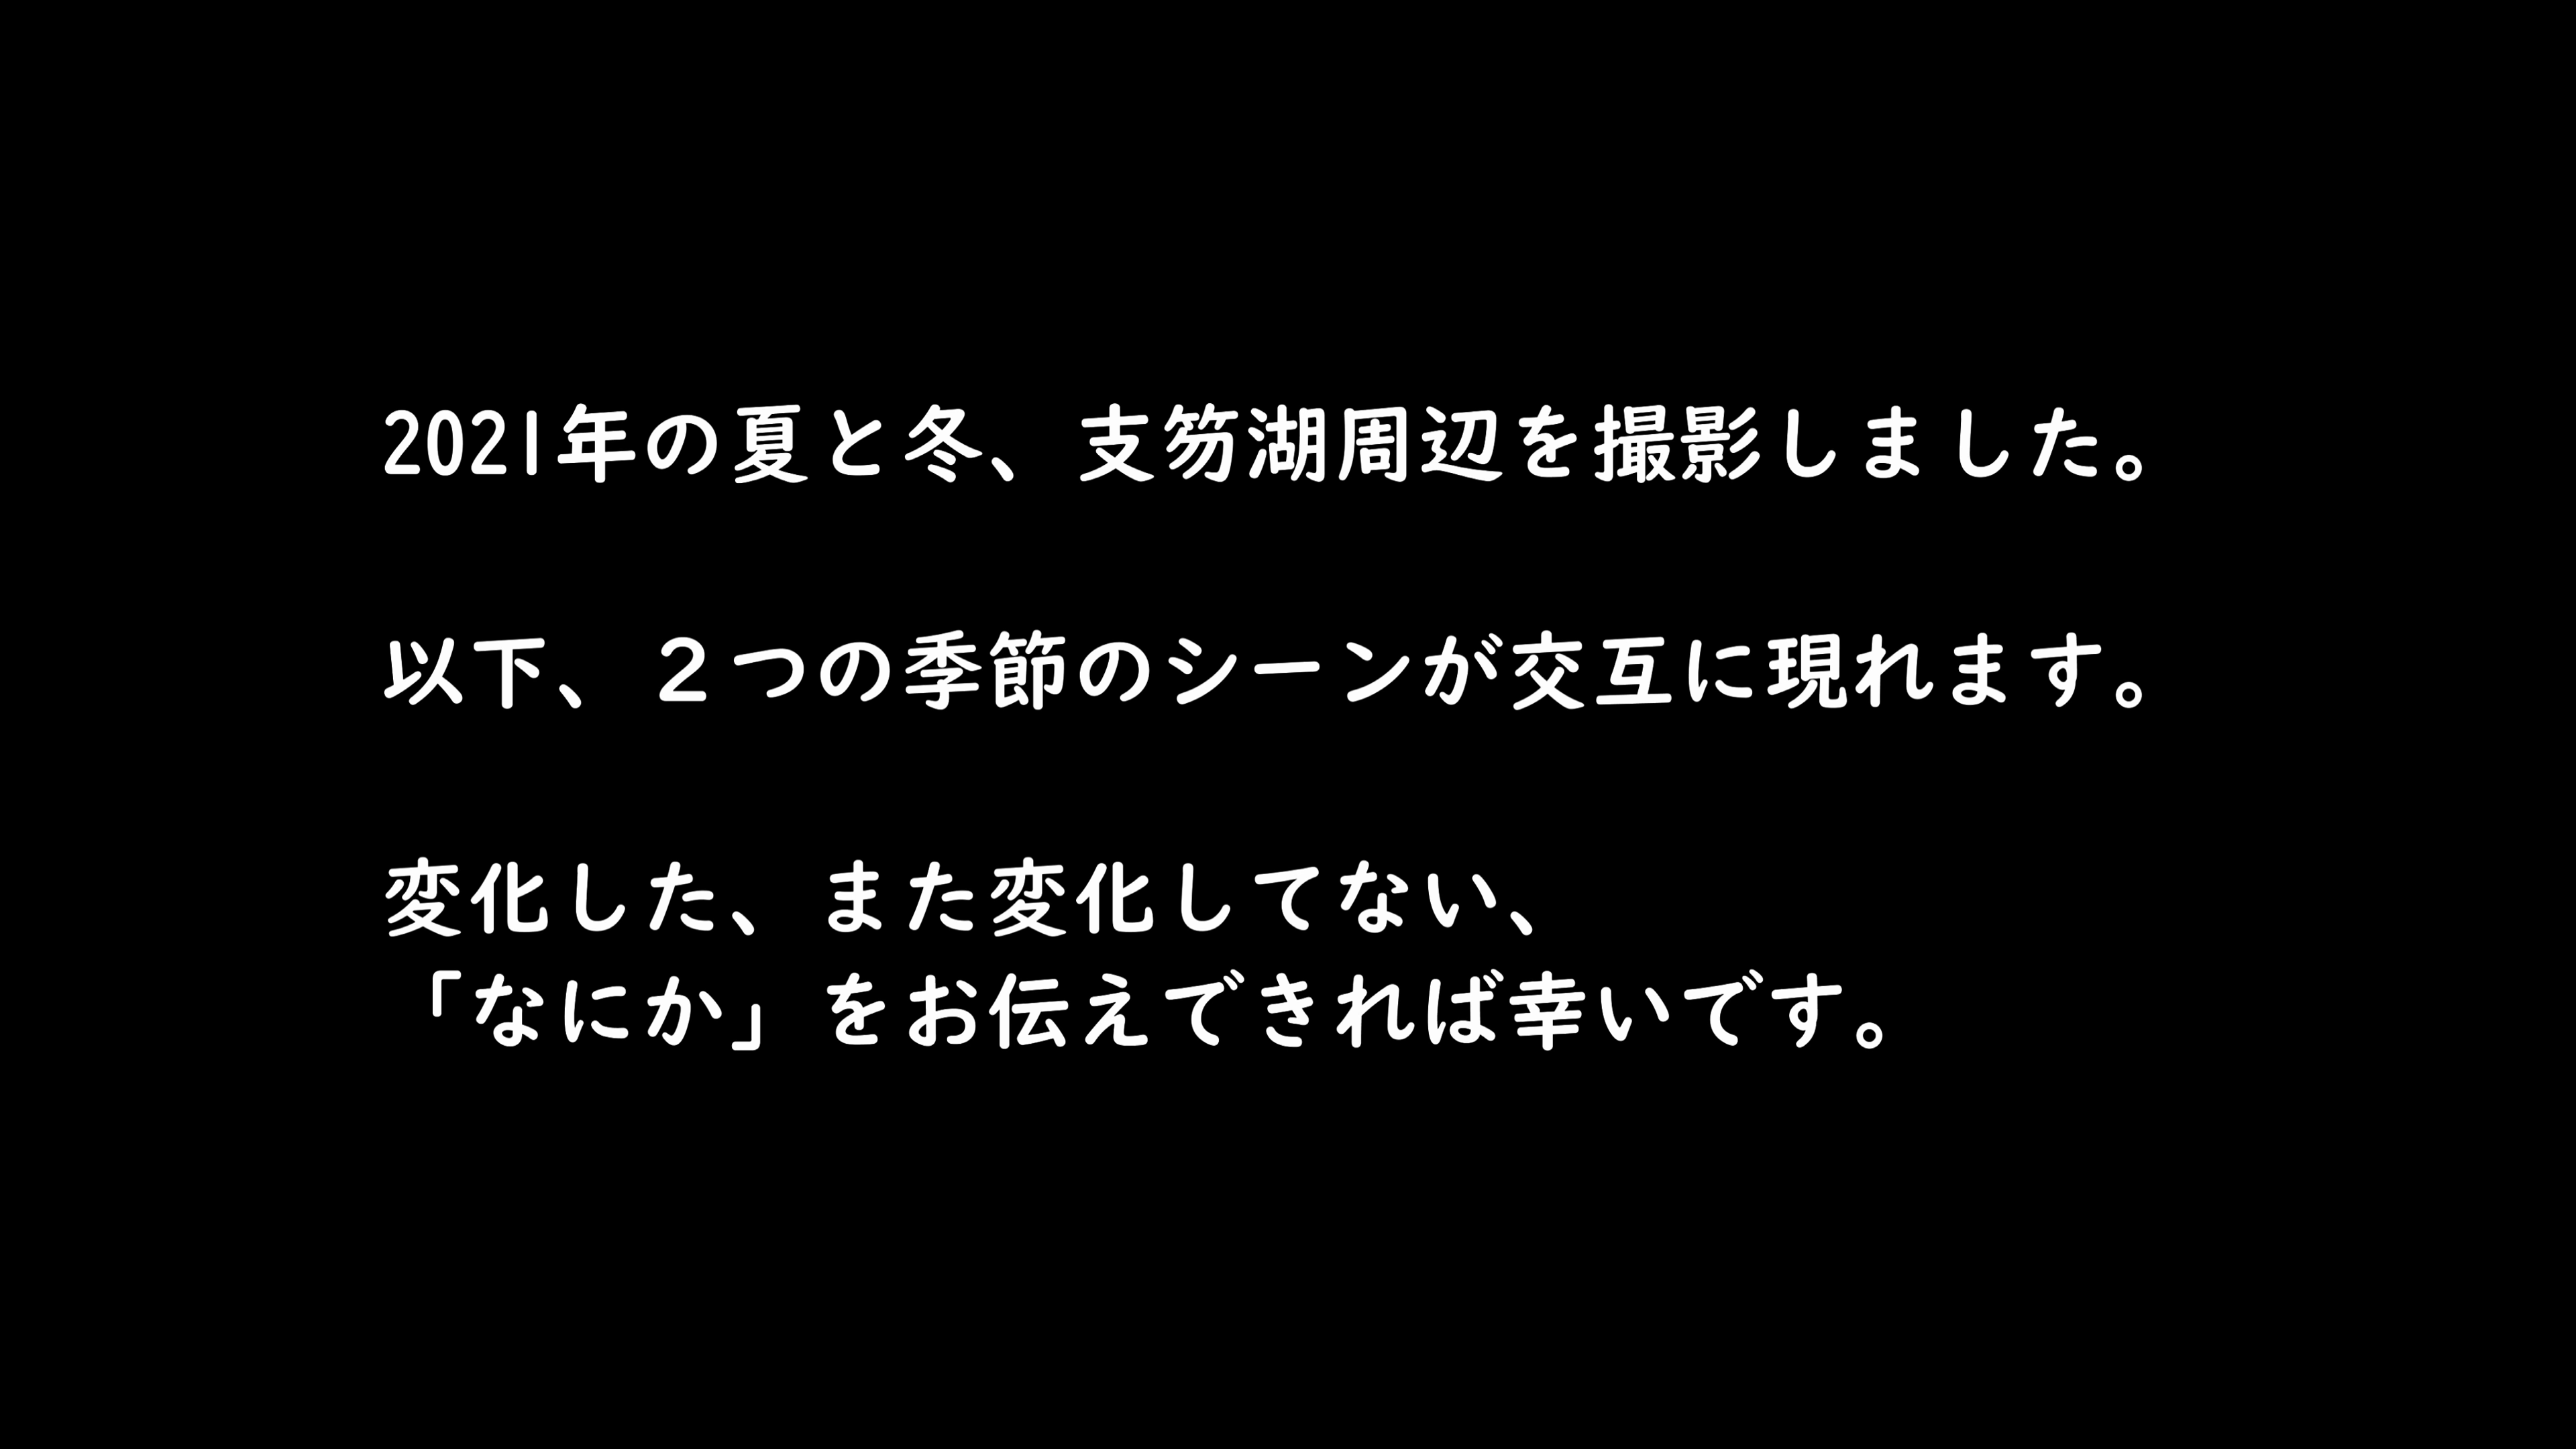 2021年の夏と冬、支笏湖周辺を撮影しました。
以下、２つの季節のシーンが交互に現れます。
変化した、また変化してない、
「なにか」をお伝えできれば幸いです。